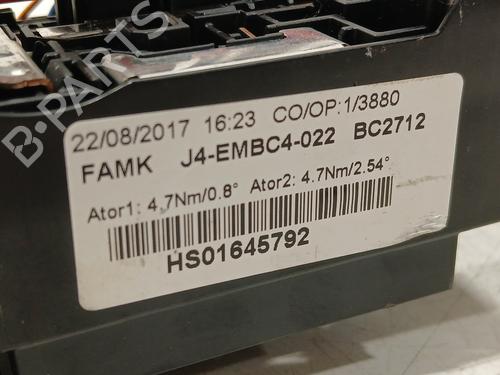 B-PARTS
22/08/2017 16:23 CO/OP:1/3880
FAMK J4-EMBC4-022 BC2712
Ator1: 4.7Nm/0.8° Ator2: 4.7Nm/2.54°
HS01645792